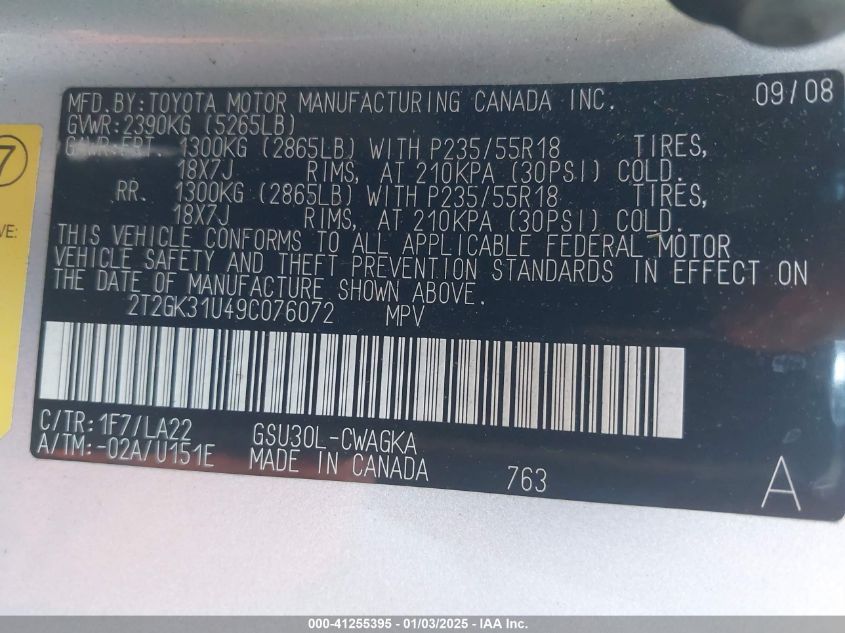 MFD.BY:TOYOTA MOTOR MANUFACTURING CANADA INC. 09/08
GVWR:2390KG (5265LB)
GAWR:FRT. 1300KG (2865LB) WITH P235/55R18 TIRES,
18X7J RIMS, AT 210KPA (30PSI) COLD.
RR. 1300KG (2865LB) WITH P235/55R18 TIRES,
18X7J RIMS, AT 210KPA (30PSI) COLD.
THIS VEHICLE CONFORMS TO ALL APPLICABLE FEDERAL MOTOR
VEHICLE SAFETY AND THEFT PREVENTION STANDARDS IN EFFECT ON
THE DATE OF MANUFACTURE SHOWN ABOVE.
2T2GK31U49C076072 MPV
C/TR:1F7/LA22 GSU30L-CWAGKA
A/TM:-02A/U151E MADE IN CANADA 763 A
7
VE:
000-41255395 - 01/03/2025 - IAA Inc.